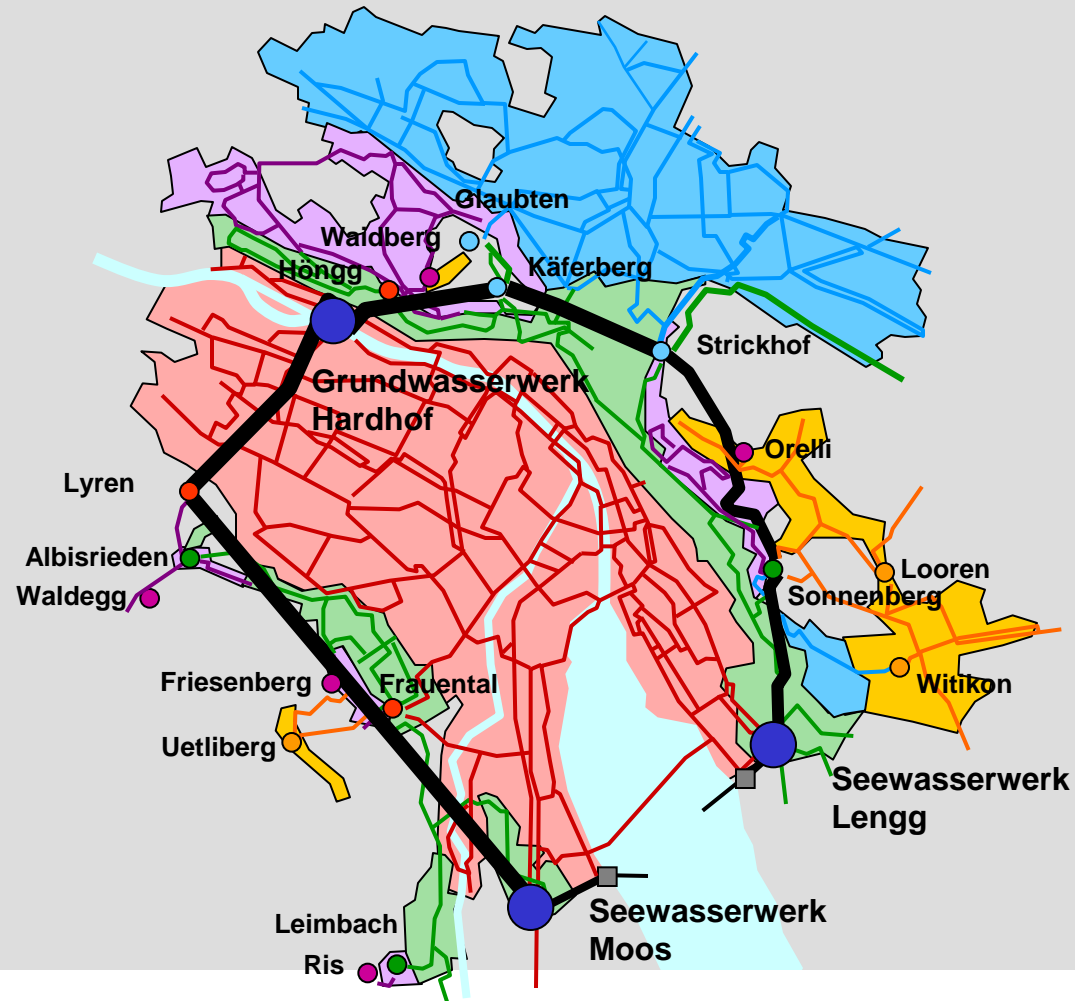 Glaubten
Waidberg
Höngg
Käferberg
Strickhof
Grundwasserwerk
Hardhof
Orelli
Lyren
Albisrieden
Looren
Waldegg
Sonnenberg
Friesenberg
Frauental
Witikon
Uetliberg
Seewasserwerk
Lengg
Seewasserwerk
Moos
Leimbach
Ris